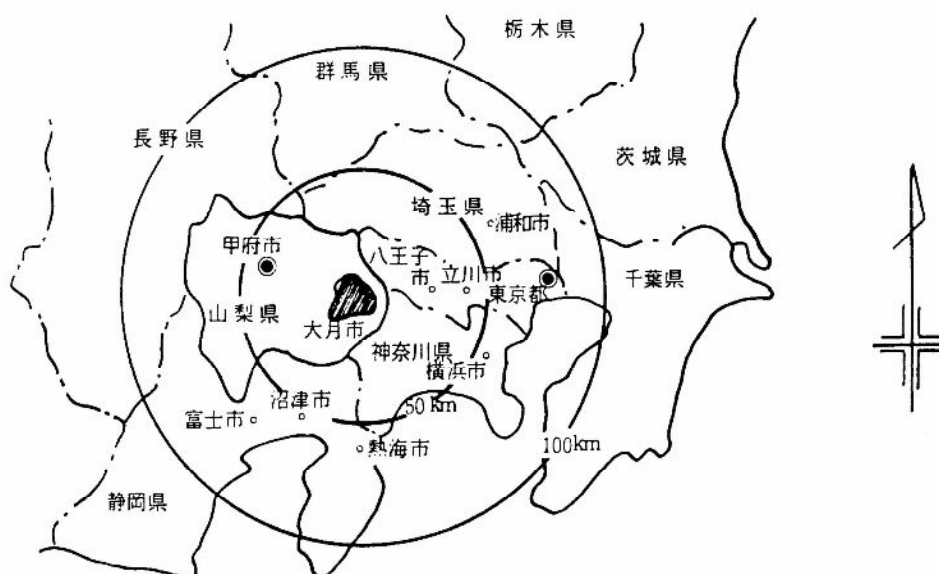 栃木県
群馬県
長野県
茨城県
埼玉県
浦和市
甲府市
八王子
市
立川市
東京都
千葉県
山梨県
大月市
神奈川県
横浜市
沼津市
50km
富士市
熱海市
100km
静岡県